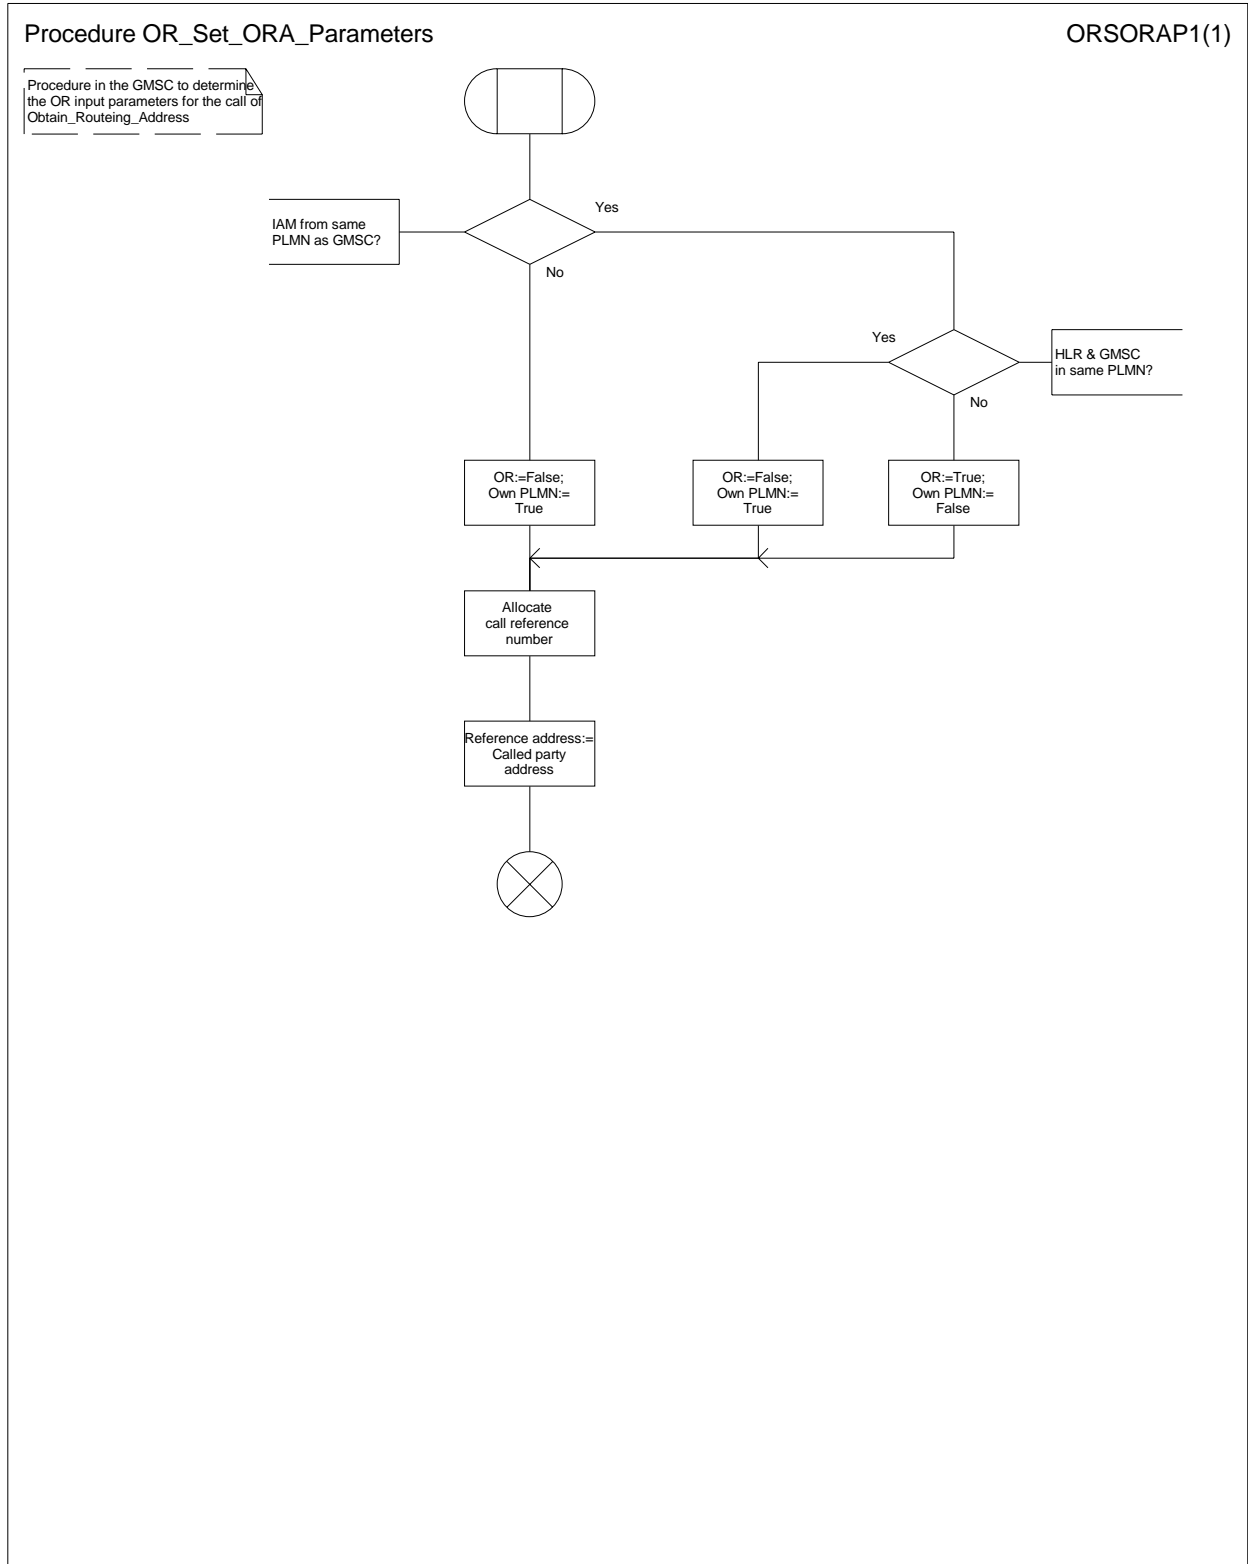 Procedure OR_Set_ORA_Parameters
ORSORAP1(1)
Procedure in the GMSC to determine
the OR input parameters for the call of
Obtain_Routeing_Address
IAM from same
PLMN as GMSC?
Yes
No
Yes
HLR & GMSC
in same PLMN?
No
OR:=False;
Own PLMN:=
True
OR:=False;
Own PLMN:=
True
OR:=True;
Own PLMN:=
False
Allocate
call reference
number
Reference address:=
Called party
address